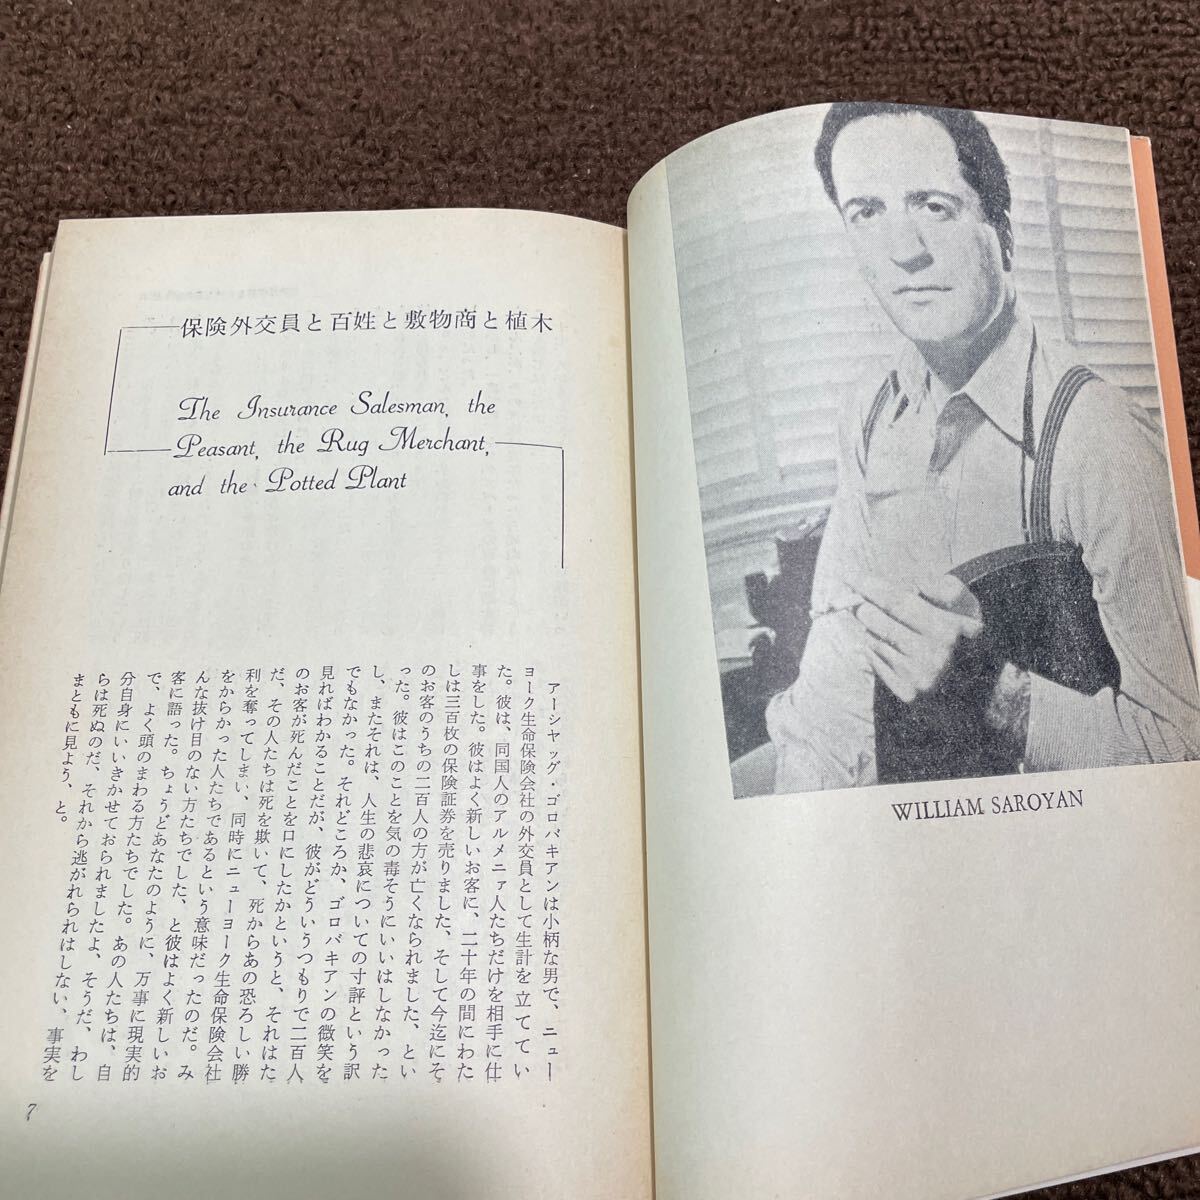 保険外交員と百姓と敷物商と植木
The Insurance Salesman, the
Peasant, the Rug Merchant,
and the Potted Plant
アーシャッグ・ゴロバキアンは小柄な男で、ニュー
ヨーク生命保険会社の外交員として生計を立ててい
た。彼は、同国人のアルメニア人たちだけを相手に仕
事をした。彼はよく新しいお客に、二十年の間にわた
しは三百枚の保険証券を売りました、そして今迄にそ
のお客のうちの二百人の方が亡くなられました、とい
った。彼はこのことを気の毒そうにいいはしなかった
し、またそれは、人生の悲哀についての寸評という訳
でもなかった。それどころか、ゴロバキアンの微笑を
見ればわかることだが、彼がどういうつもりで二百人
のお客が死んだことを口にしたかというと、それはた
だ、その人たちは死を欺いて、死からあの恐ろしい勝
利を奪ってしまい、同時にニューヨーク生命保険会社
をからかった人たちであるという意味だったのだ。み
んな抜け目のない方たちでした、と彼はよく新しいお
客に語った。ちょうどあなたのように、万事に現実的
で、よく頭のまわる方たちでした。あの人たちは、自
分自身にいいきかせておられましたよ、そうだ、わし
らは死ぬのだ、それから逃がれられはしない、事実を
まともに見よう、と。
7
WILLIAM SAROYAN